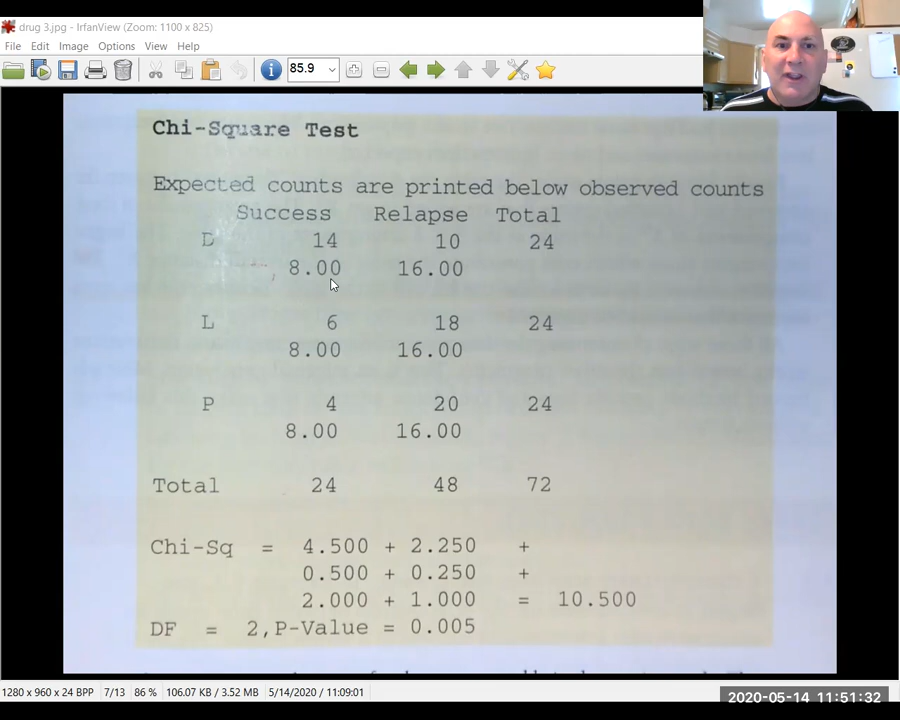 drug 3.jpg - IrfanView (Zoom: 1100 x 825)
File Edit Image Options View Help
85.9
Chi-Square Test
Expected counts are printed below observed counts
Success Relapse Total
D 14 10 24
8.00 16.00
L 6 18 24
8.00 16.00
P 4 20 24
8.00 16.00
Total 24 48 72
Chi-Sq = 4.500 + 2.250 +
0.500 + 0.250 +
2.000 + 1.000 = 10.500
DF = 2, P-Value = 0.005
1280 x 960 x 24 BPP 7/13 86 % 106.07 KB / 3.52 MB 5/14/2020 / 11:09:01
2020-05-14 11:51:32